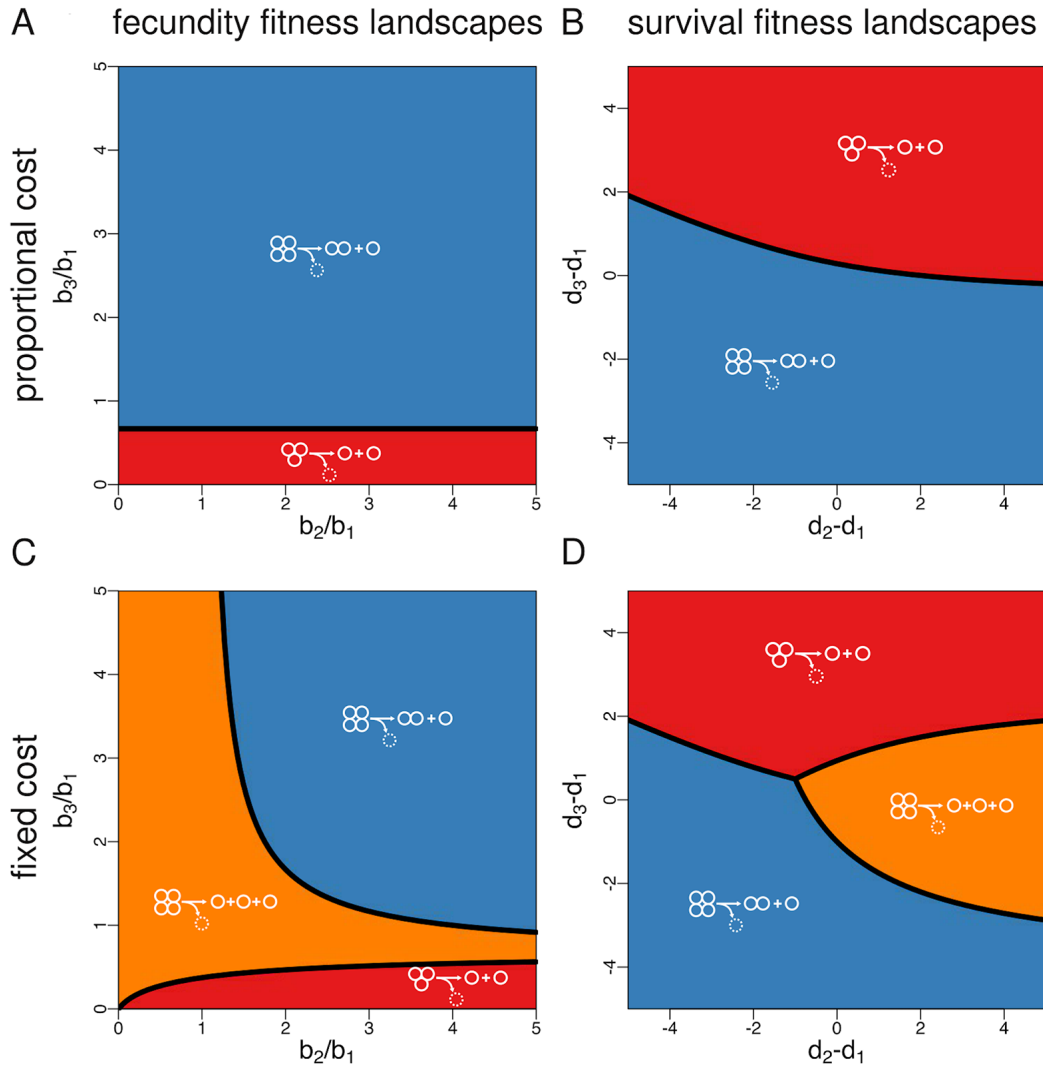 A fecundity fitness landscapes B survival fitness landscapes
proportional cost
5
4
3
2
1
0
b3/b1
0 1 2 3 4 5
b2/b1
+
+
4
2
0
-2
-4
d3-d1
-4 -2 0 2 4
d2-d1
+
+
C D
fixed cost
5
4
3
2
1
0
b3/b1
0 1 2 3 4 5
b2/b1
+
+ +
+
4
2
0
-2
-4
d3-d1
-4 -2 0 2 4
d2-d1
+
+ +
+